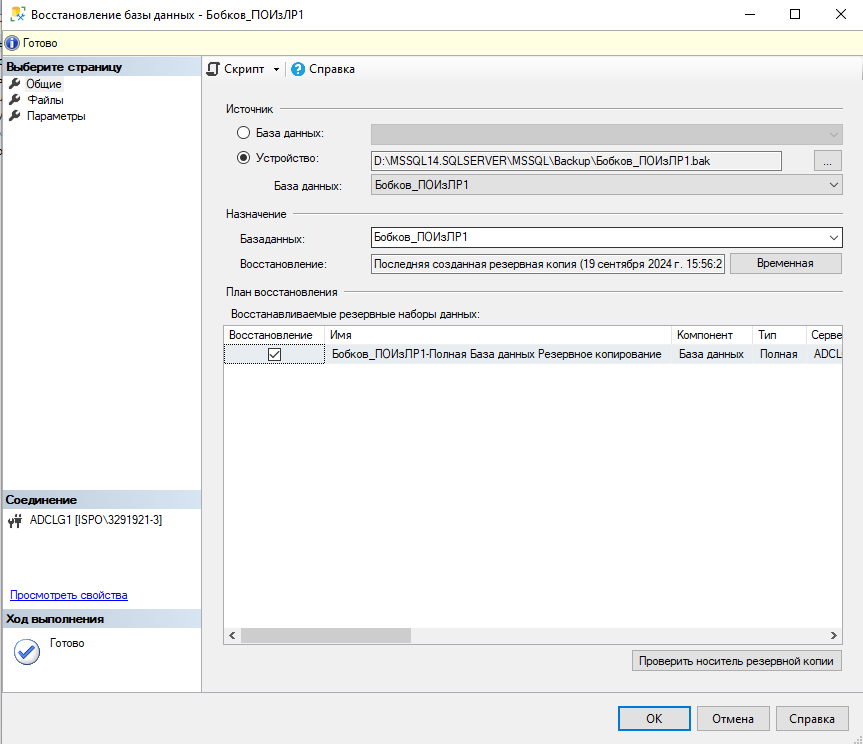 Восстановление базы данных - Бобков_ПОИзЛР1
Готово
Выберите страницу
Общие
Файлы
Параметры
Скрипт
Справка
Источник
База данных:
Устройство:
D:\MSSQL14.SQLSERVER\MSSQL\Backup\Бобков_ПОИзЛР1.bak
...
База данных:
Бобков_ПОИзЛР1
Назначение
Базаданных:
Бобков_ПОИзЛР1
Восстановление:
Последняя созданная резервная копия (19 сентября 2024 г. 15:56:2
Временная
План восстановления
Восстанавливаемые резервные наборы данных:
Восстановление Имя Компонент Тип Серве
Бобков_ПОИзЛР1-Полная База данных Резервное копирование База данных Полная ADCL
Соединение
ADCLG1 [ISPO\3291921-3]
Просмотреть свойства
Ход выполнения
Готово
Проверить носитель резервной копии
ОК
Отмена
Справка